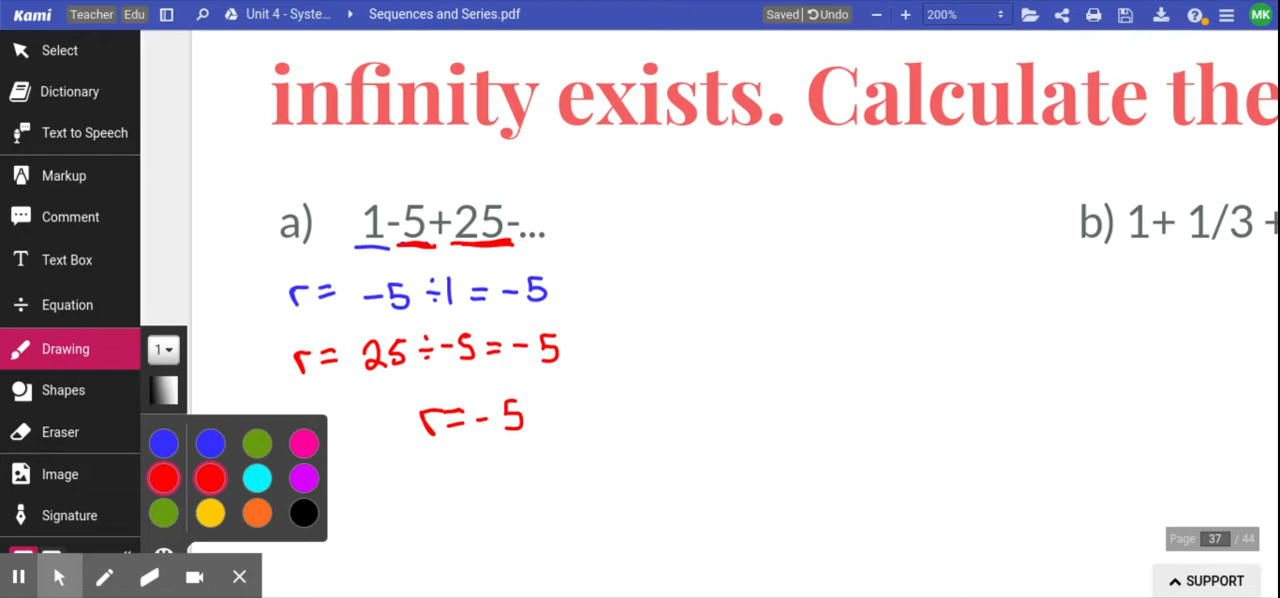 Kami Teacher Edu Unit 4 - Syste... Sequences and Series.pdf Saved Undo 200% MK
Select
Dictionary
Text to Speech
Markup
Comment
Text Box
Equation
Drawing
1
Shapes
Eraser
Image
Signature
infinity exists. Calculate the
a) 1-5+25-...
b) 1+ 1/3 +
r = -5 ÷ 1 = -5
r = 25 ÷ -5 = -5
r = -5
Page 37 / 44
SUPPORT